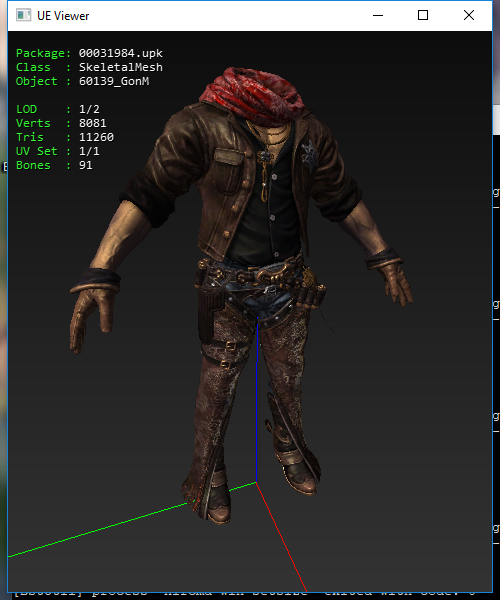 UE Viewer
Package: 00031984.upk
Class : SkeletalMesh
Object : 60139_GonM
LOD : 1/2
Verts : 8081
Tris : 11260
UV Set : 1/1
Bones : 91